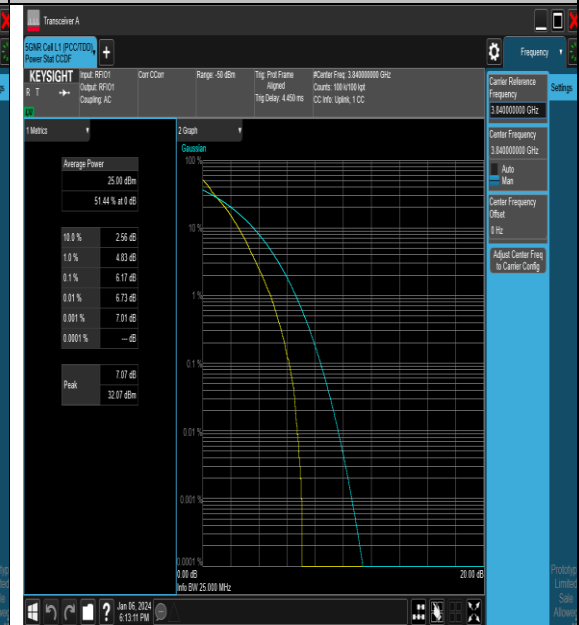 Transceiver A
5GNR Cell L1 (PCC/TDD),
Power Stat CCDF
Frequency
KEYSIGHT
R T
Input: RFIO1
Output: RFIO1
Coupling: AC
Corr CCorr
Range: -50 dBm
Trig: Prot Frame
Aligned
Trig Delay: 4.450 ms
#Center Freq: 3.840000000 GHz
Counts: 100 k/100 kpt
CC Info: Uplink, 1 CC
Carrier Reference
Frequency
3.840000000 GHz
Settings
1 Metrics
2 Graph
Gaussian
Center Frequency
3.840000000 GHz
Auto
Man
Center Frequency
Offset
0 Hz
Adjust Center Freq
to Carrier Config
Average Power
25.00 dBm
51.44 % at 0 dB
10.0 % 2.56 dB
1.0 % 4.83 dB
0.1 % 6.17 dB
0.01 % 6.73 dB
0.001 % 7.01 dB
0.0001 % --- dB
Peak
7.07 dB
32.07 dBm
100 %
10 %
1 %
0.1 %
0.01 %
0.001 %
0.0001 %
0.00 dB
20.00 dB
Info BW 25.000 MHz
Jan 06, 2024
6:13:11 PM